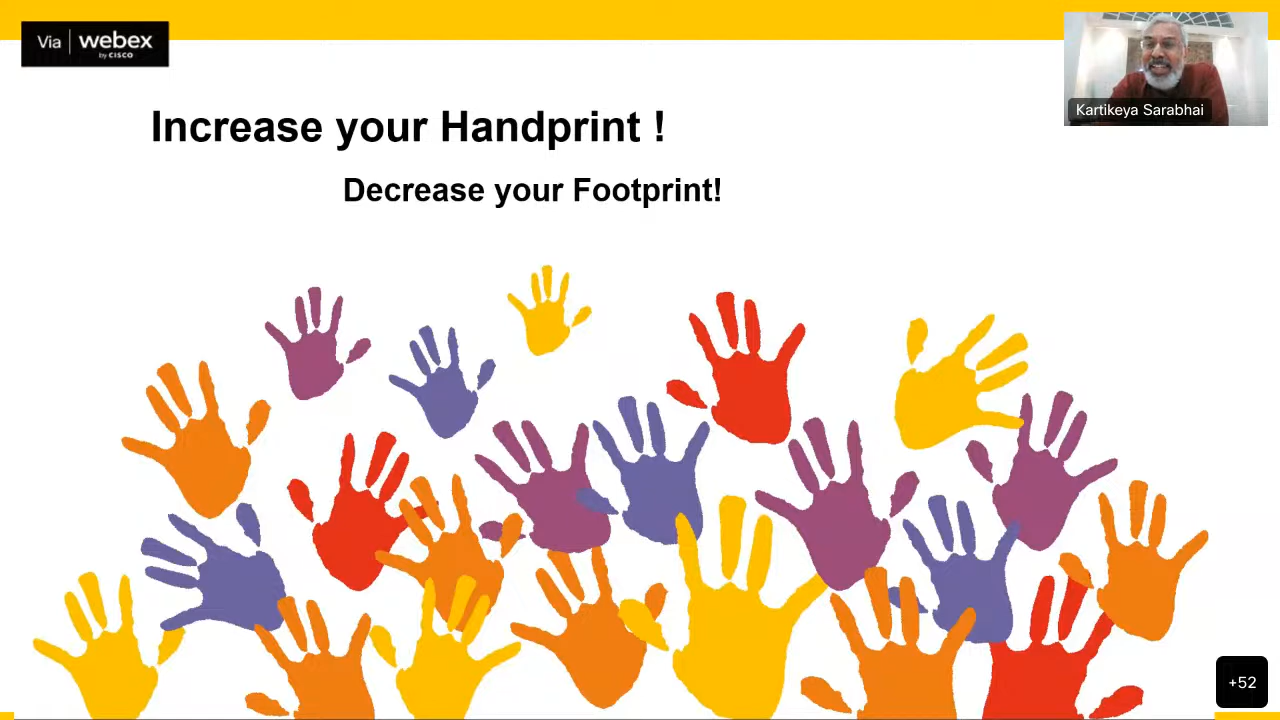 Via | webex
by CISCO
Kartikeya Sarabhai
Increase your Handprint !
Decrease your Footprint!
+52